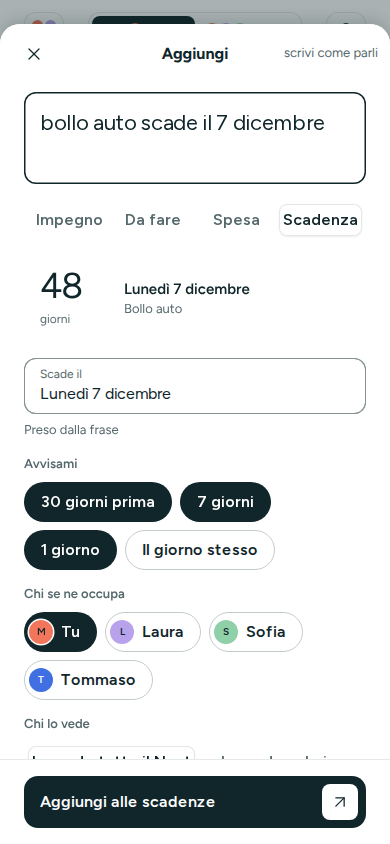 Aggiungi
scrivi come parli
bollo auto scade il 7 dicembre
Impegno
Da fare
Spesa
Scadenza
48
giorni
Lunedì 7 dicembre
Bollo auto
Scade il
Lunedì 7 dicembre
Preso dalla frase
Avvisami
30 giorni prima
7 giorni
1 giorno
Il giorno stesso
Chi se ne occupa
M Tu
L Laura
S Sofia
T Tommaso
Chi lo vede
Aggiungi alle scadenze